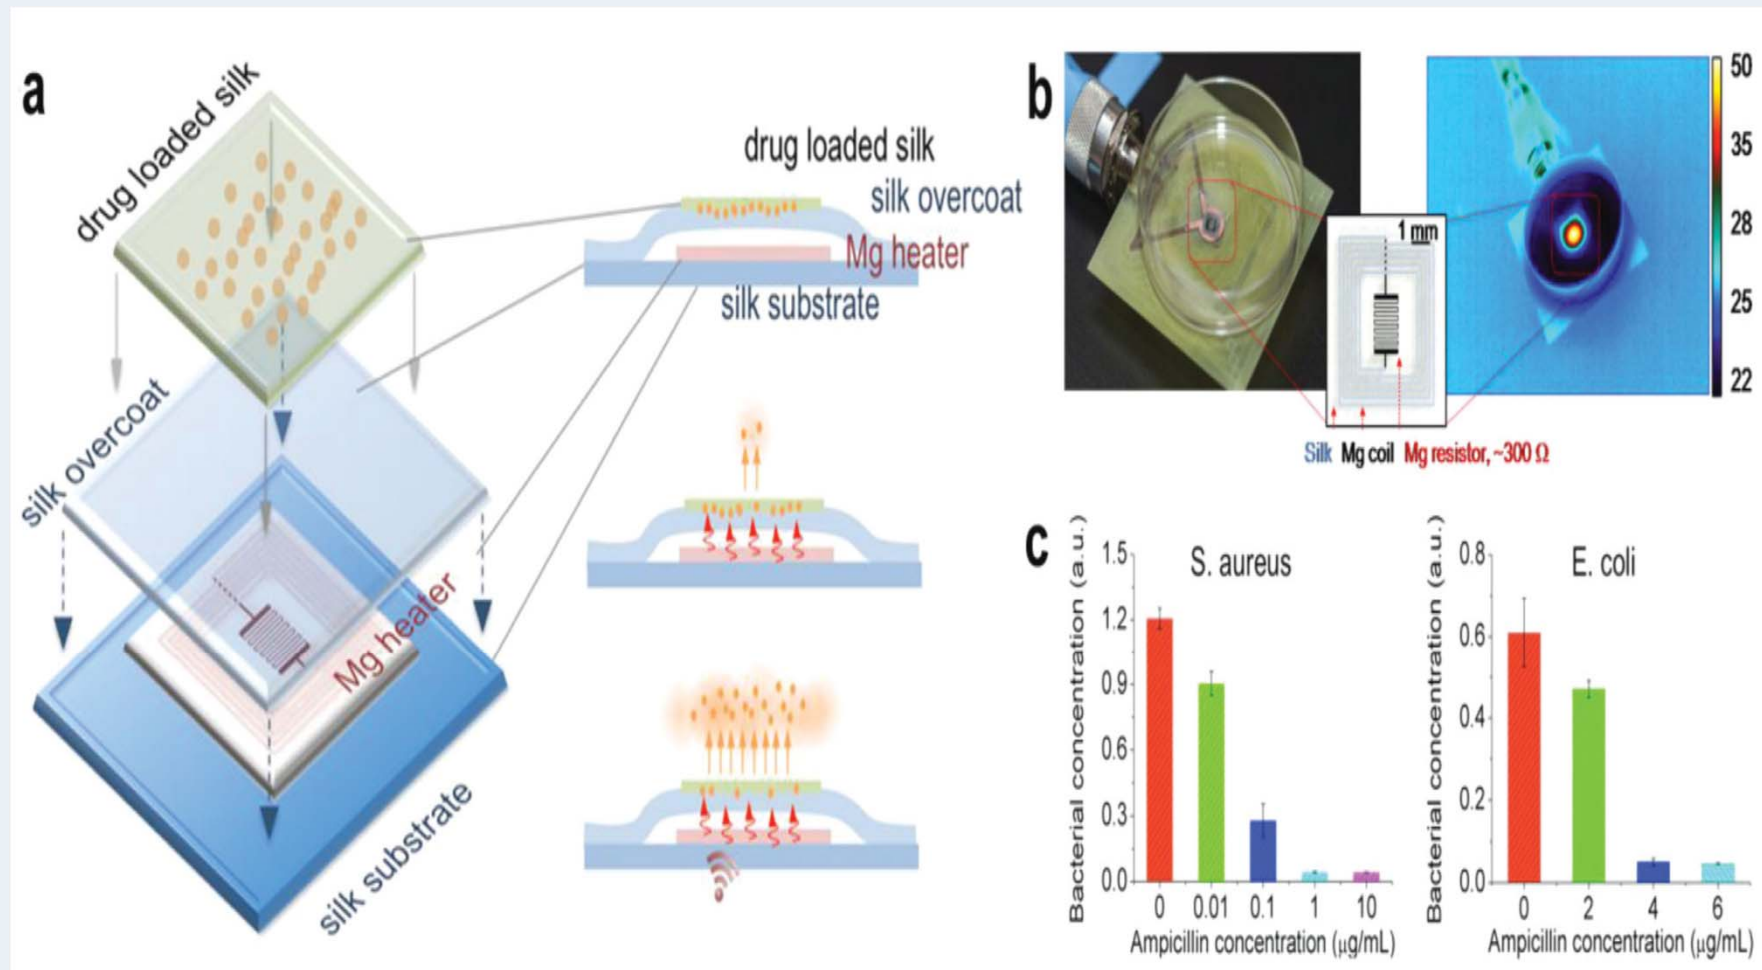 a
drug loaded silk
silk overcoat
Mg heater
silk substrate
drug loaded silk
silk overcoat
Mg heater
silk substrate
b
1 mm
50
35
28
25
22
Silk Mg coil Mg resistor, ~300 Ω
c
S. aureus
Bacterial concentration (a.u.)
1.5
1.2
0.9
0.6
0.3
0.0
0 0.01 0.1 1 10
Ampicillin concentration (μg/mL)
E. coli
Bacterial concentration (a.u.)
0.8
0.6
0.4
0.2
0.0
0 2 4 6
Ampicillin concentration (μg/mL)